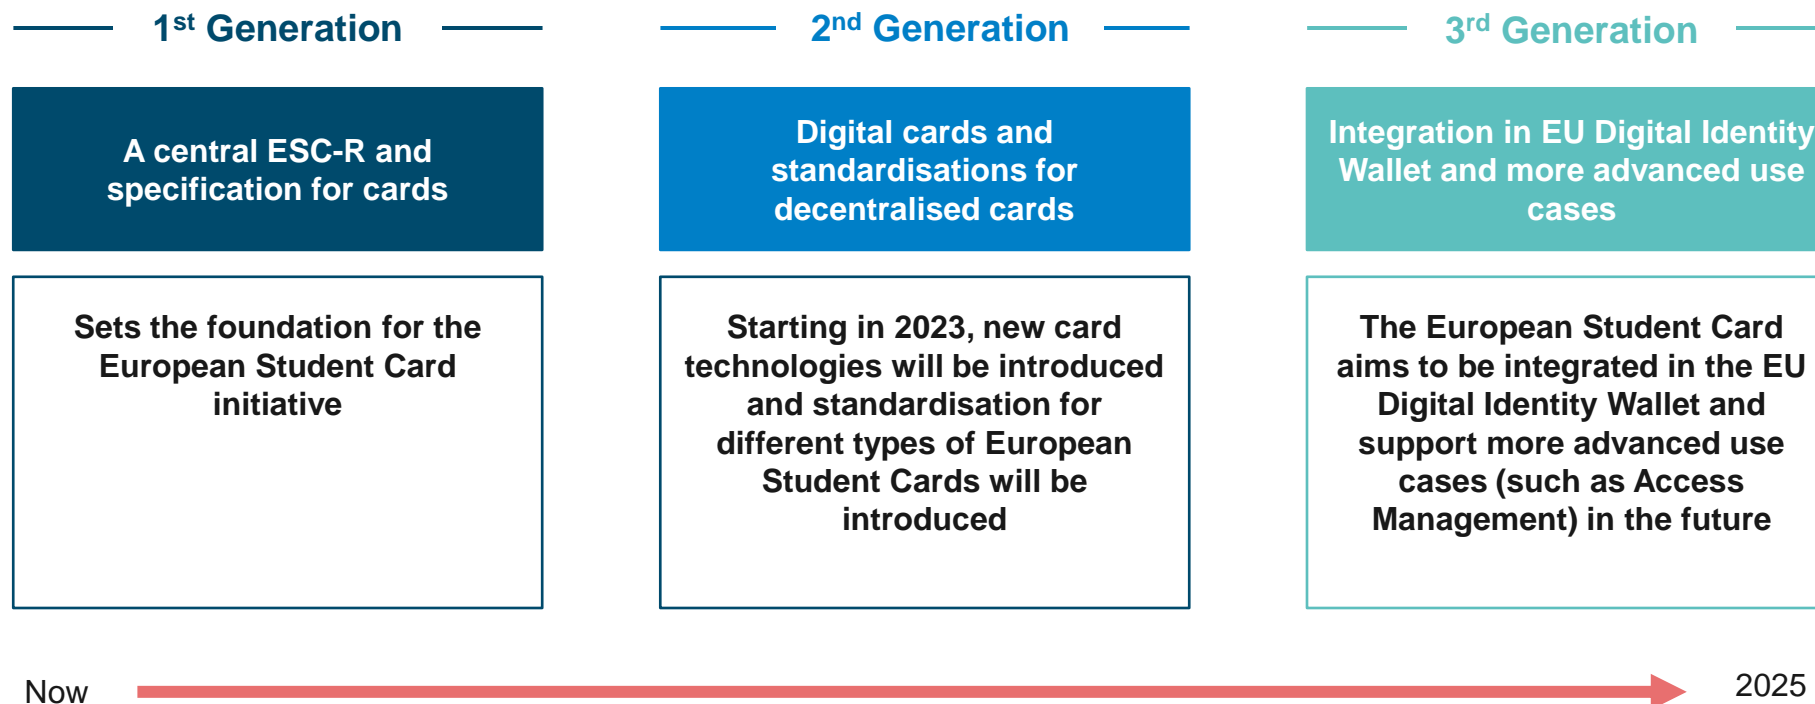 1st Generation
A central ESC-R and
specification for cards
Sets the foundation for the
European Student Card
initiative
2nd Generation
Digital cards and
standardisations for
decentralised cards
Starting in 2023, new card
technologies will be introduced
and standardisation for
different types of European
Student Cards will be
introduced
3rd Generation
Integration in EU Digital Identity
Wallet and more advanced use
cases
The European Student Card
aims to be integrated in the EU
Digital Identity Wallet and
support more advanced use
cases (such as Access
Management) in the future
Now
2025